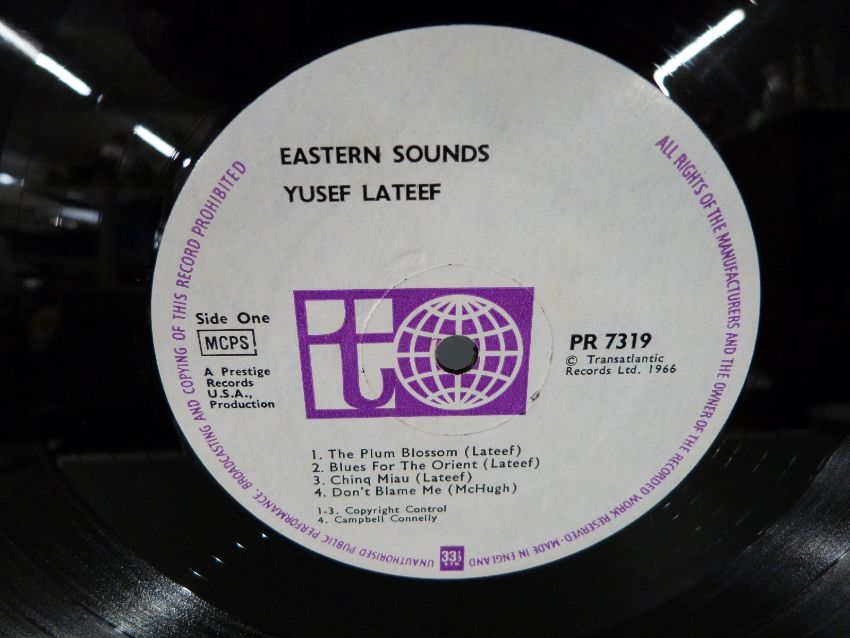 EASTERN SOUNDS
YUSEF LATEEF
Side One
MCPS
A Prestige
Records
U.S.A.,
Production
PR 7319
© Transatlantic
Records Ltd. 1966
1. The Plum Blossom (Lateef)
2. Blues For The Orient (Lateef)
3. Chinq Miau (Lateef)
4. Don't Blame Me (McHugh)
1-3. Copyright Control
4. Campbell Connelly
ALL RIGHTS OF THE MANUFACTURERS AND THE OWNER OF THE RECORDED WORK RESERVED-MADE IN ENGLAND
33⅓
RPM
UNAUTHORISED PUBLIC PERFORMANCE, BROADCASTING AND COPYING OF THIS RECORD PROHIBITED